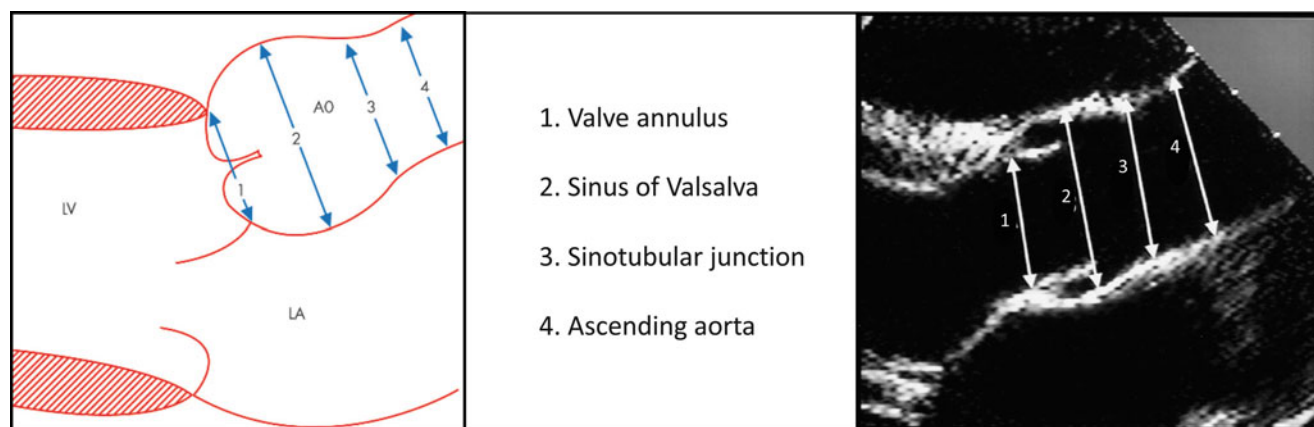 1
2
3
4
AO
LV
LA
1. Valve annulus
2. Sinus of Valsalva
3. Sinotubular junction
4. Ascending aorta
1
2
3
4